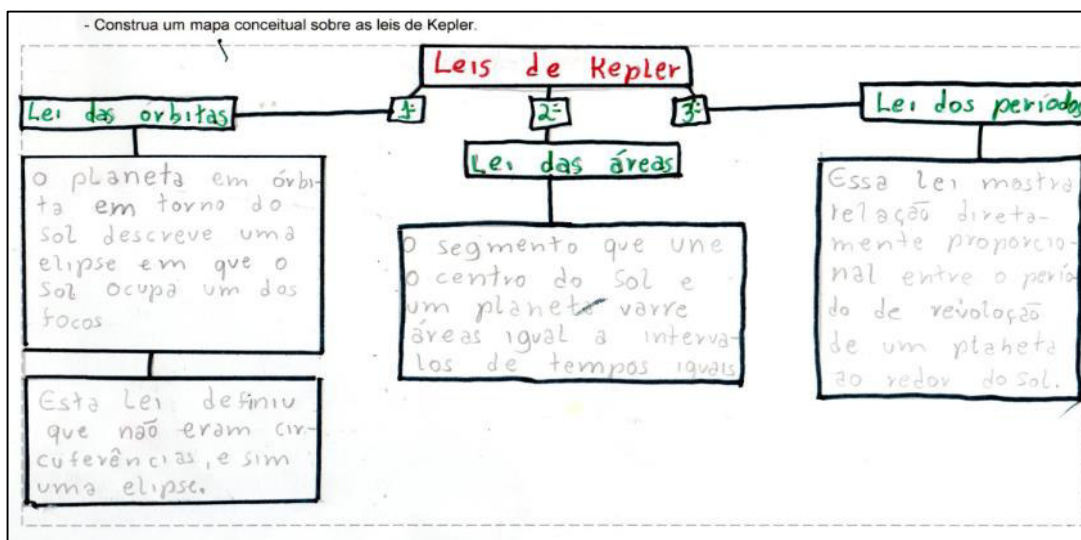 - Construa um mapa conceitual sobre as leis de Kepler.
Leis de Kepler
1ª
2ª
3ª
Lei das órbitas
o planeta em órbi-
ta em torno do
sol descreve uma
elipse em que o
Sol ocupa um dos
focos
Esta Lei definiu
que não eram cir-
cuferências, e sim
uma elipse.
Lei das áreas
O segmento que une
o centro do Sol e
um planeta varre
áreas igual a interva-
los de tempos iguais
Lei dos períodos
Essa lei mostra
relação direta-
mente proporcio-
nal entre o perío-
do de revoloção
de um planeta
ao redor do Sol.